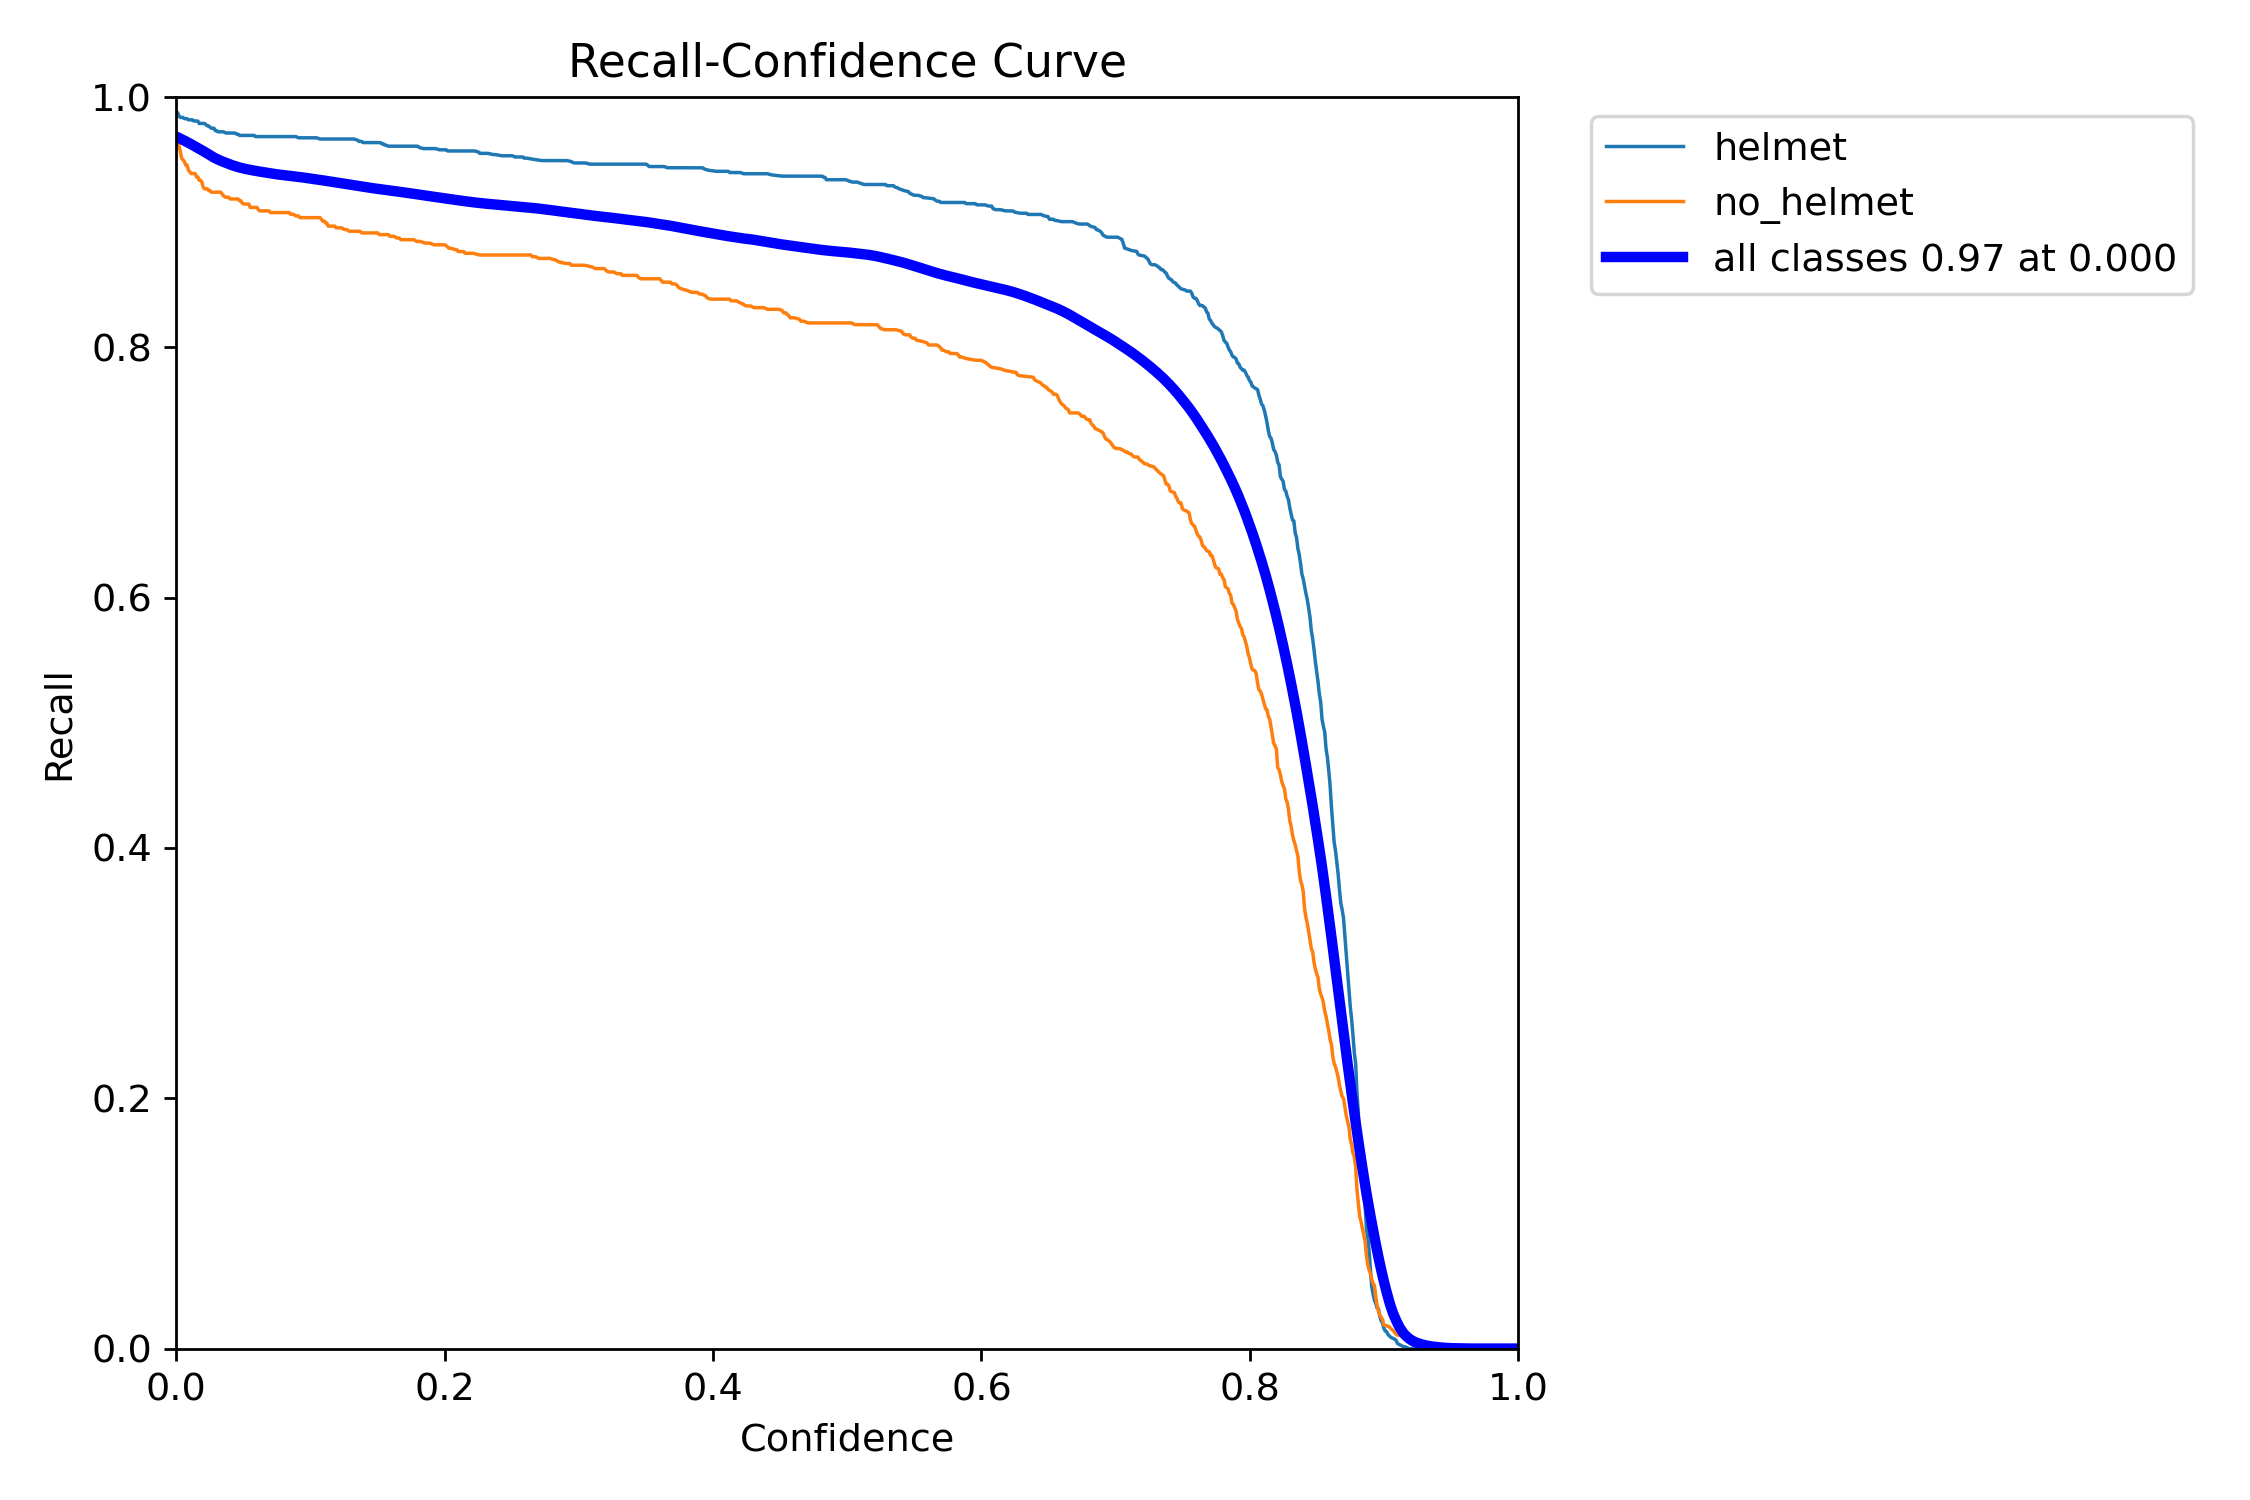 Recall-Confidence Curve
1.0
0.8
0.6
0.4
0.2
0.0
Recall
0.0 0.2 0.4 0.6 0.8 1.0
Confidence
helmet
no_helmet
all classes 0.97 at 0.000